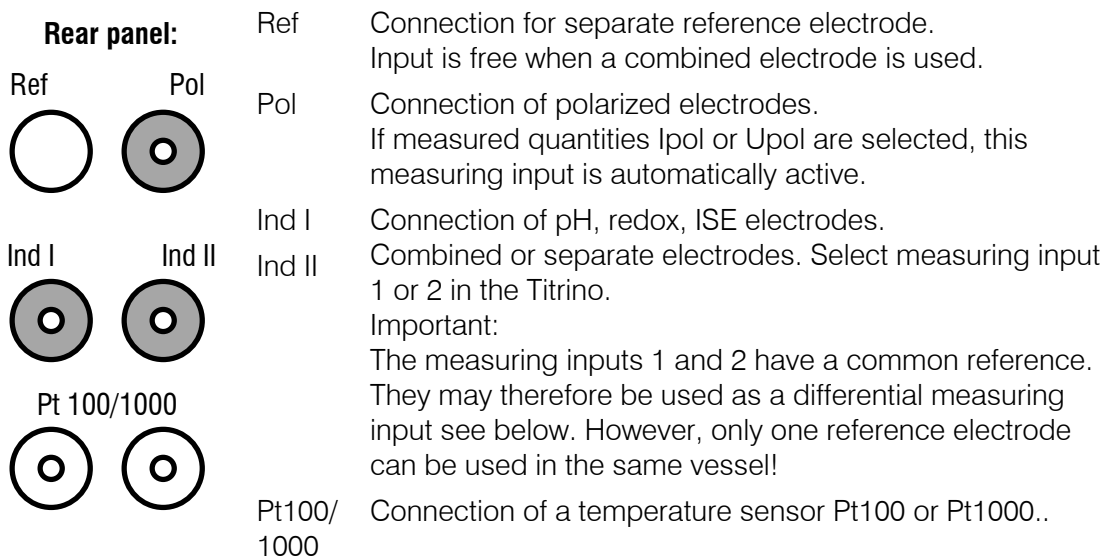 Rear panel:
Ref Pol
Ind I Ind II
Pt 100/1000
Ref Connection for separate reference electrode.
Input is free when a combined electrode is used.
Pol Connection of polarized electrodes.
If measured quantities Ipol or Upol are selected, this
measuring input is automatically active.
Ind I Connection of pH, redox, ISE electrodes.
Ind II Combined or separate electrodes. Select measuring input
1 or 2 in the Titrino.
Important:
The measuring inputs 1 and 2 have a common reference.
They may therefore be used as a differential measuring
input see below. However, only one reference electrode
can be used in the same vessel!
Pt100/ Connection of a temperature sensor Pt100 or Pt1000..
1000